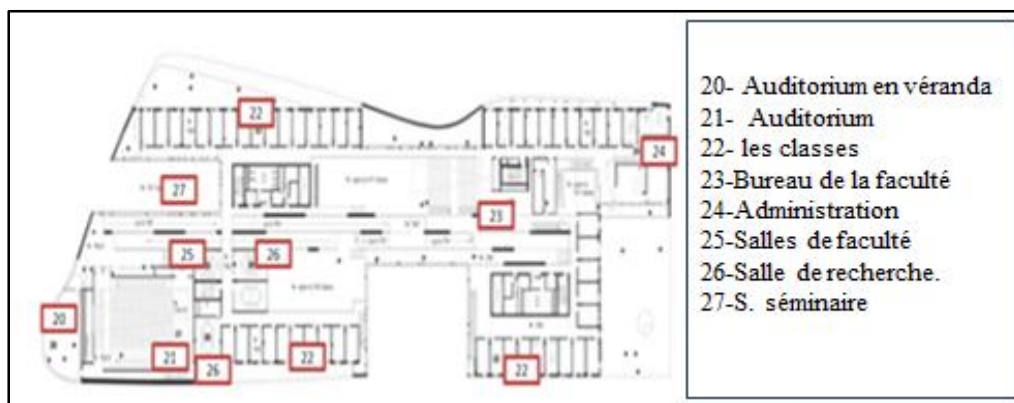 22
24
27
23
25
26
20
21
26
22
22
20- Auditorium en véranda
21- Auditorium
22- les classes
23-Bureau de la faculté
24-Administration
25-Salles de faculté
26-Salle de recherche.
27-S. séminaire